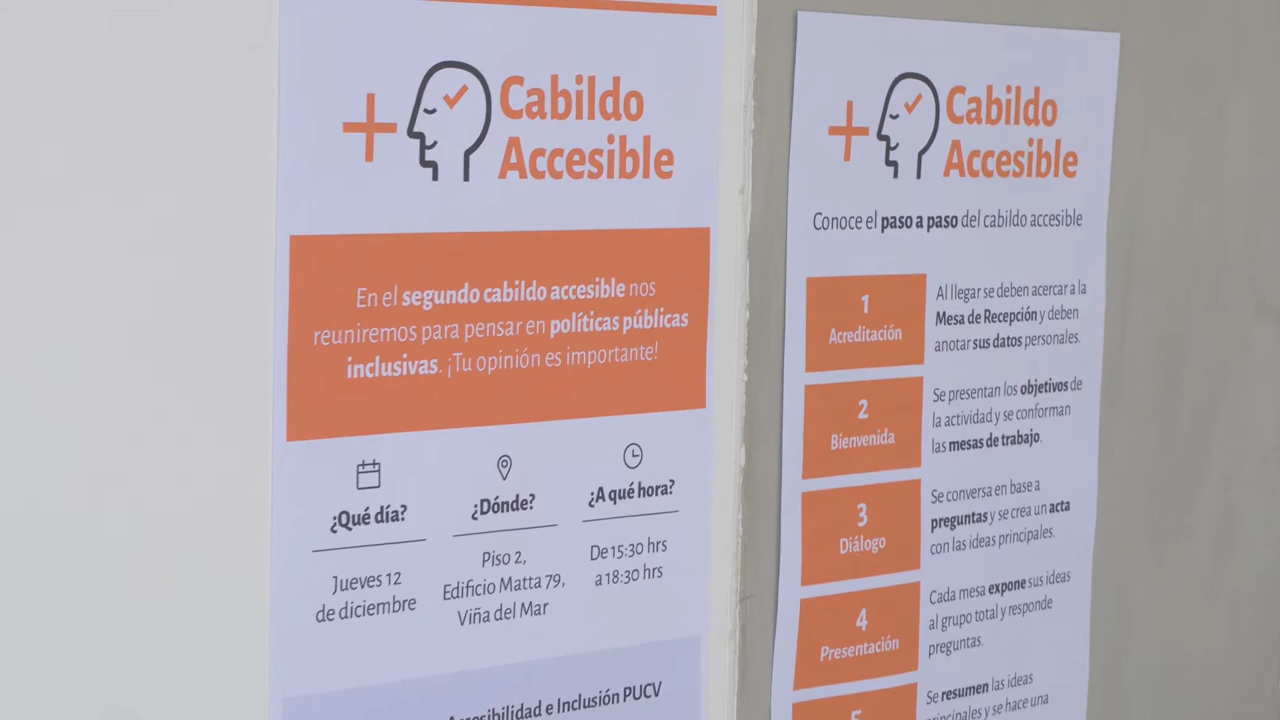 Cabildo
Accesible
En el segundo cabildo accesible nos
reuniremos para pensar en políticas públicas
inclusivas. ¡Tu opinión es importante!
¿Qué día?
Jueves 12
de diciembre
¿Dónde?
Piso 2,
Edificio Matta 79,
Viña del Mar
¿A qué hora?
De 15:30 hrs
a 18:30 hrs
Accesibilidad e Inclusión PUCV
Cabildo
Accesible
Conoce el paso a paso del cabildo accesible
1
Acreditación
Al llegar se deben acercar a la
Mesa de Recepción y deben
anotar sus datos personales.
2
Bienvenida
Se presentan los objetivos de
la actividad y se conforman
las mesas de trabajo.
3
Diálogo
Se conversa en base a
preguntas y se crea un acta
con las ideas principales.
4
Presentación
Cada mesa expone sus ideas
al grupo total y responde
preguntas.
5
Se resumen las ideas
principales y se hace una